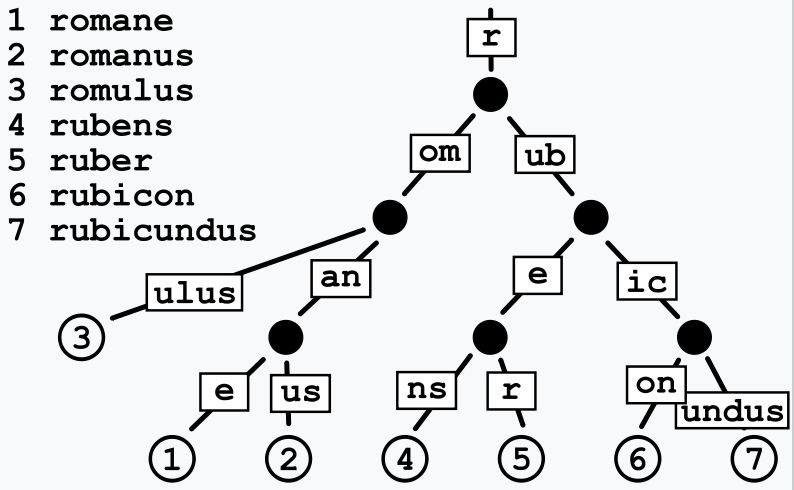 1 romane
2 romanus
3 romulus
4 rubens
5 ruber
6 rubicon
7 rubicundus
r
om
ub
ulus
an
e
ic
3
e
us
ns
r
on
undus
1
2
4
5
6
7